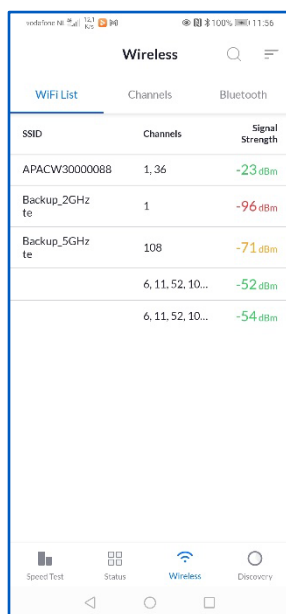 vodafone NL 12,1 K/s 100% 11:56
Wireless
WiFi List Channels Bluetooth
SSID Channels Signal Strength
APACW30000088 1, 36 -23 dBm
Backup_2GHz
te 1 -96 dBm
Backup_5GHz
te 108 -71 dBm
6, 11, 52, 10... -52 dBm
6, 11, 52, 10... -54 dBm
Speed Test Status Wireless Discovery